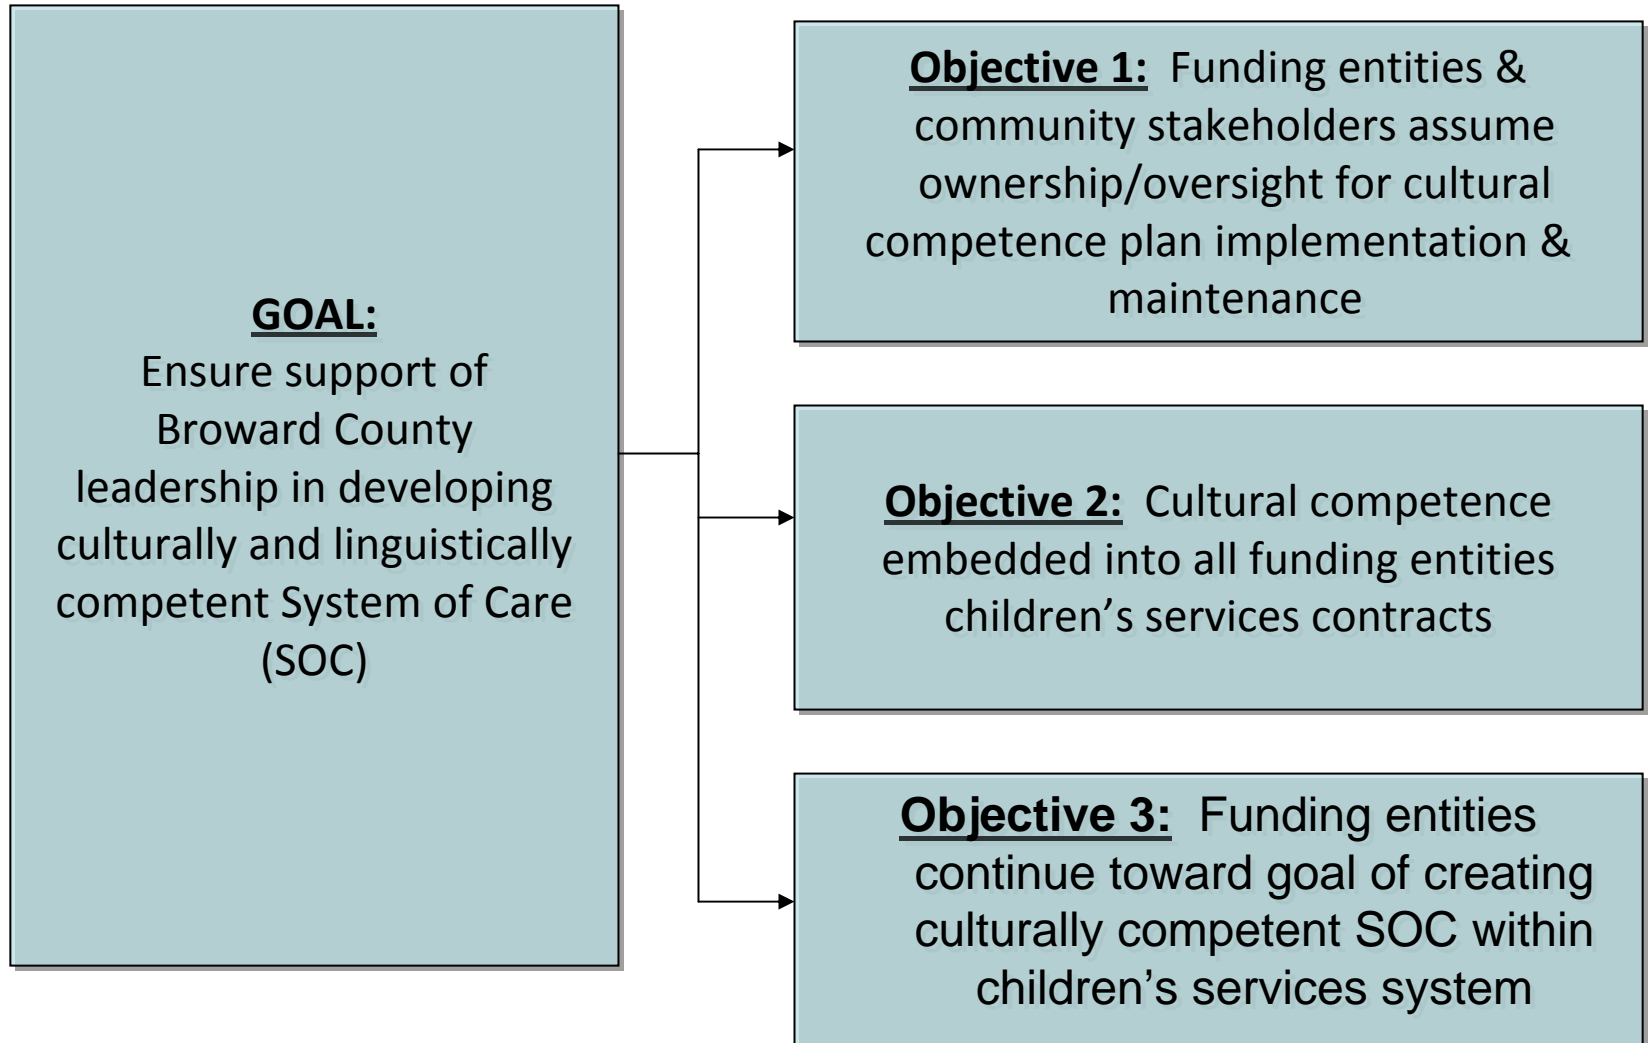 GOAL:
Ensure support of
Broward County
leadership in developing
culturally and linguistically
competent System of Care
(SOC)
Objective 1: Funding entities &
community stakeholders assume
ownership/oversight for cultural
competence plan implementation &
maintenance
Objective 2: Cultural competence
embedded into all funding entities
children’s services contracts
Objective 3: Funding entities
continue toward goal of creating
culturally competent SOC within
children’s services system